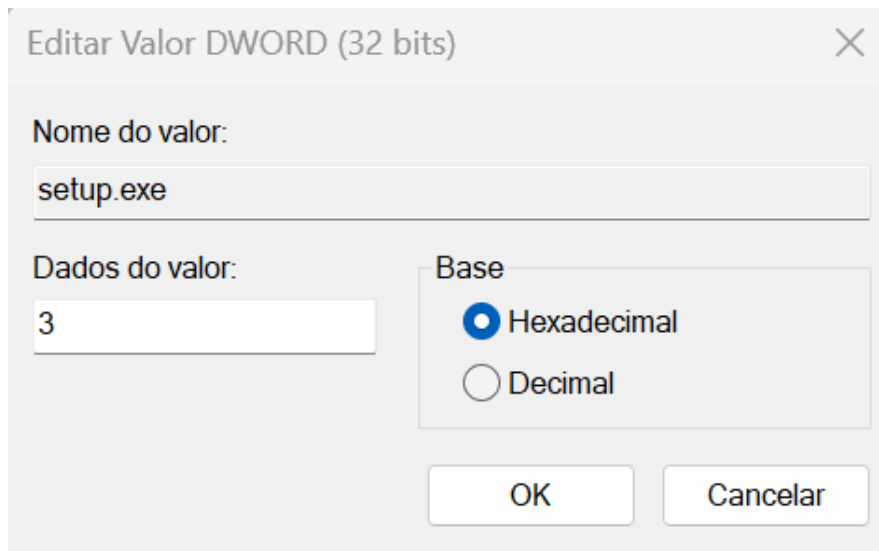 Editar Valor DWORD (32 bits)
Nome do valor:
setup.exe
Dados do valor:
3
Base
Hexadecimal
Decimal
OK
Cancelar